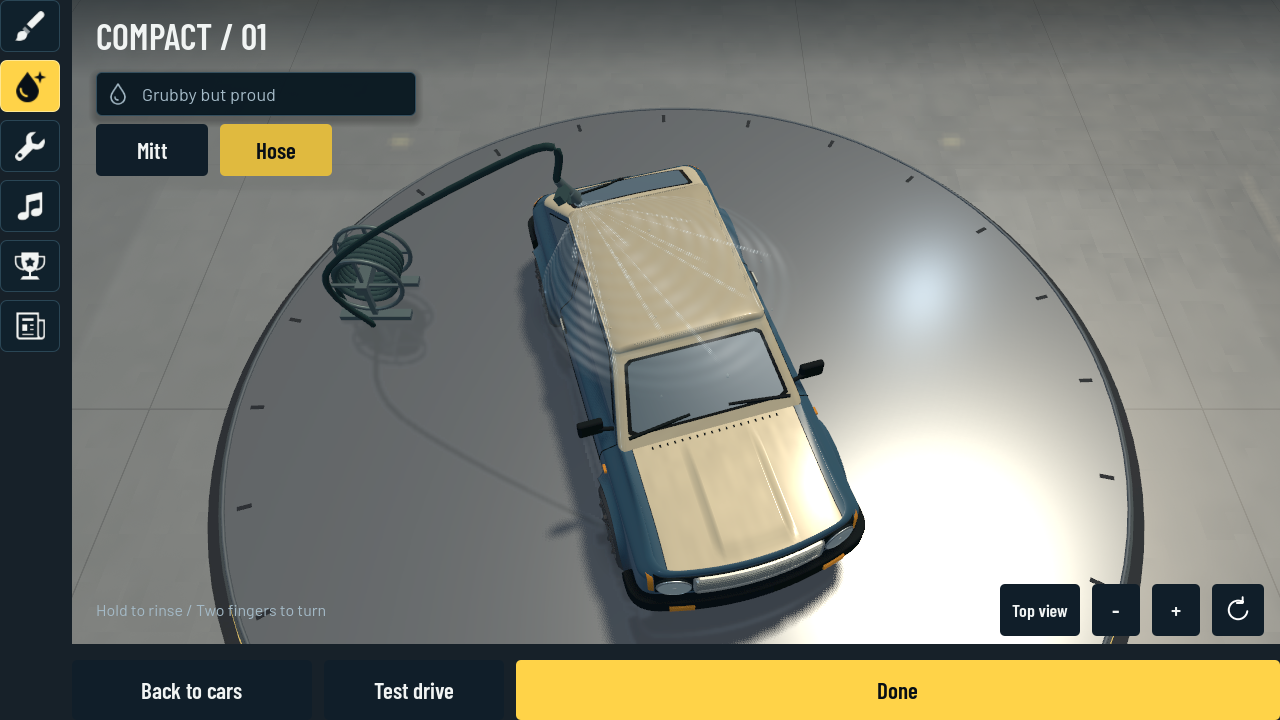 COMPACT / 01
Grubby but proud
Mitt
Hose
Hold to rinse / Two fingers to turn
Top view
-
+
Back to cars
Test drive
Done